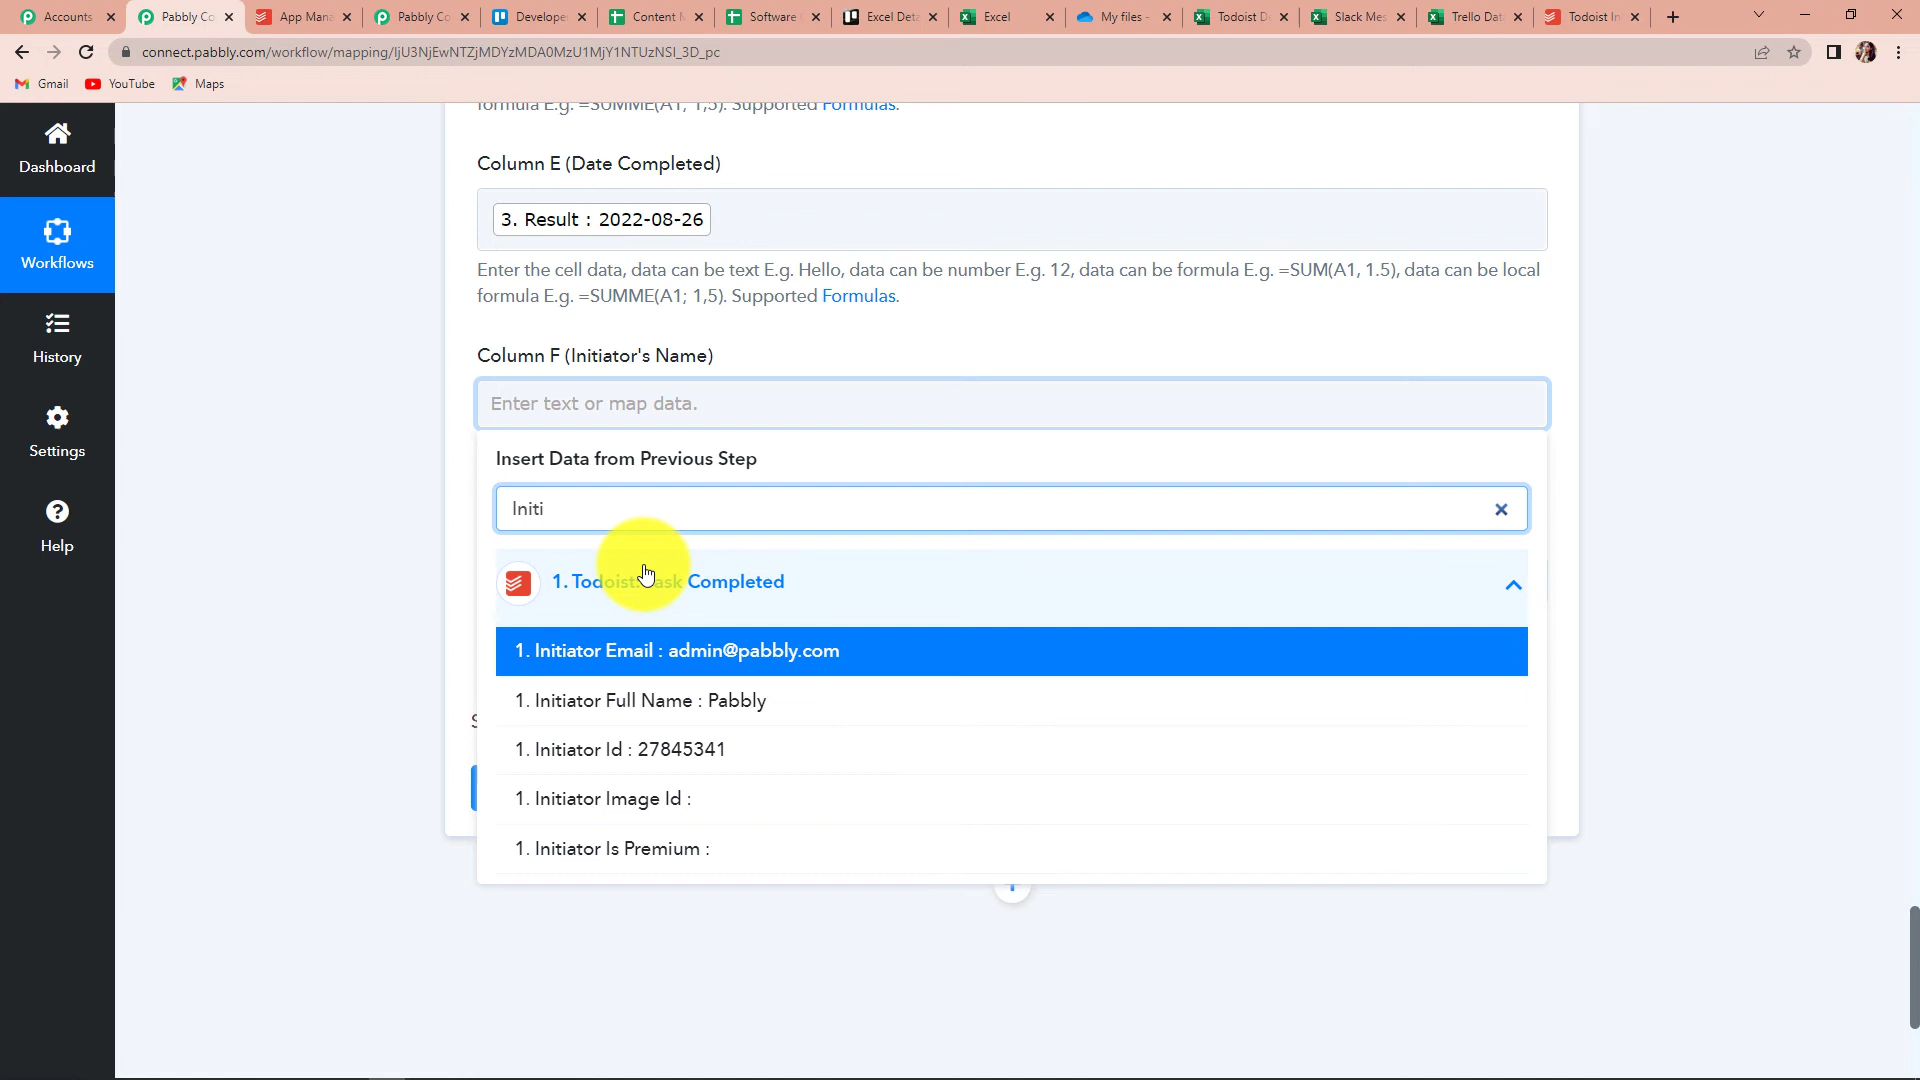 Accounts
Pabbly Co
App Mana
Pabbly Co
Develope
Content M
Software
Excel Deta
Excel
My files -
Todoist D
Slack Mes
Trello Dat
Todoist In
connect.pabbly.com/workflow/mapping/IjU3NjEwNTZjMDYzMDA0MzU1MjY1NTUzNSI_3D_pc
Gmail
YouTube
Maps
Dashboard
Workflows
History
Settings
Help
formula E.g. =SUMME(A1; 1,5). Supported Formulas.
Column E (Date Completed)
3. Result : 2022-08-26
Enter the cell data, data can be text E.g. Hello, data can be number E.g. 12, data can be formula E.g. =SUM(A1, 1.5), data can be local
formula E.g. =SUMME(A1; 1,5). Supported Formulas.
Column F (Initiator's Name)
Enter text or map data.
Insert Data from Previous Step
Initi
1. Todoist: Task Completed
1. Initiator Email : admin@pabbly.com
1. Initiator Full Name : Pabbly
1. Initiator Id : 27845341
1. Initiator Image Id :
1. Initiator Is Premium :